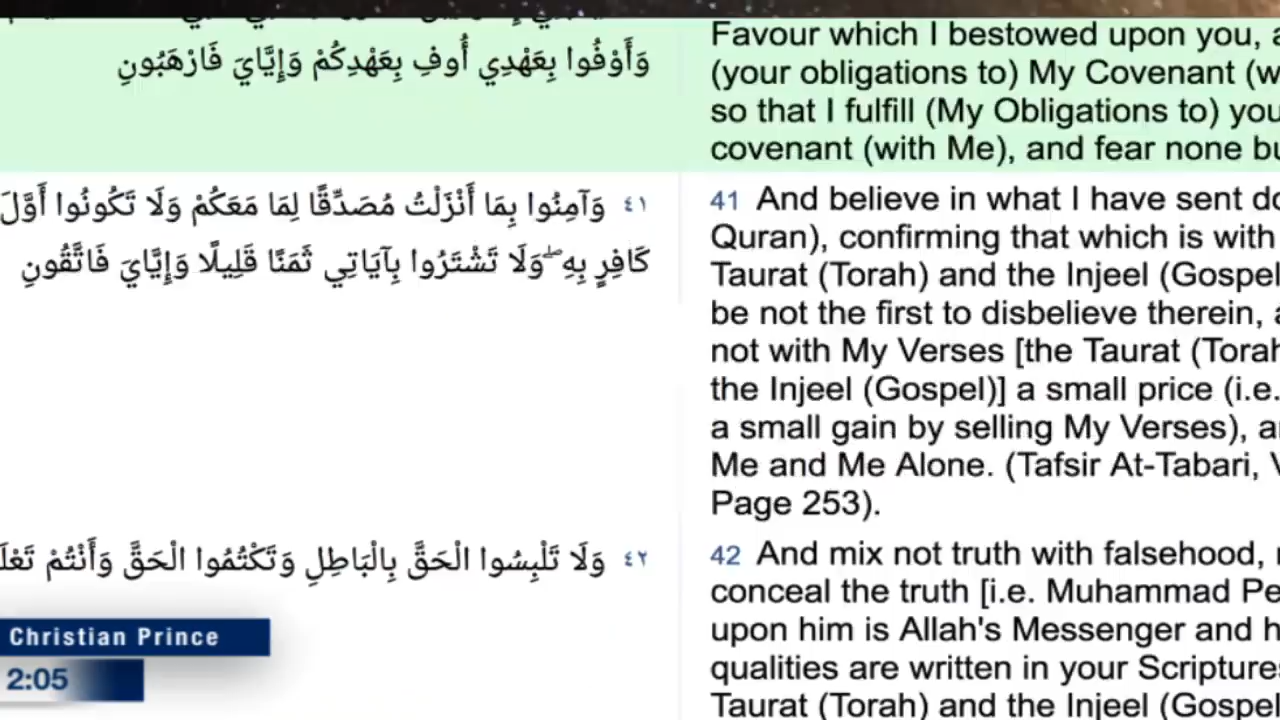 وَأَوْفُوا بِعَهْدِي أُوفِ بِعَهْدِكُمْ وَإِيَّايَ فَارْهَبُونِ
Favour which I bestowed upon you,
(your obligations to) My Covenant
so that I fulfill (My Obligations to)
covenant (with Me), and fear none
٤١ وَآمِنُوا بِمَا أَنْزَلْتُ مُصَدِّقًا لِمَا مَعَكُمْ وَلَا تَكُونُوا أَوَّلَ
كَافِرٍ بِهِ ۖ وَلَا تَشْتَرُوا بِآيَاتِي ثَمَنًا قَلِيلًا وَإِيَّايَ فَاتَّقُونِ
41 And believe in what I have sent
Quran), confirming that which is with
Taurat (Torah) and the Injeel (Gospel
be not the first to disbelieve therein,
not with My Verses [the Taurat (Torah
the Injeel (Gospel)] a small price (i.e.
a small gain by selling My Verses),
Me and Me Alone. (Tafsir At-Tabari,
Page 253).
٤٢ وَلَا تَلْبِسُوا الْحَقَّ بِالْبَاطِلِ وَتَكْتُمُوا الْحَقَّ وَأَنْتُمْ
42 And mix not truth with falsehood,
conceal the truth [i.e. Muhammad
upon him is Allah's Messenger and
qualities are written in your Scriptures
Taurat (Torah) and the Injeel (Gospel
Christian Prince
2:05